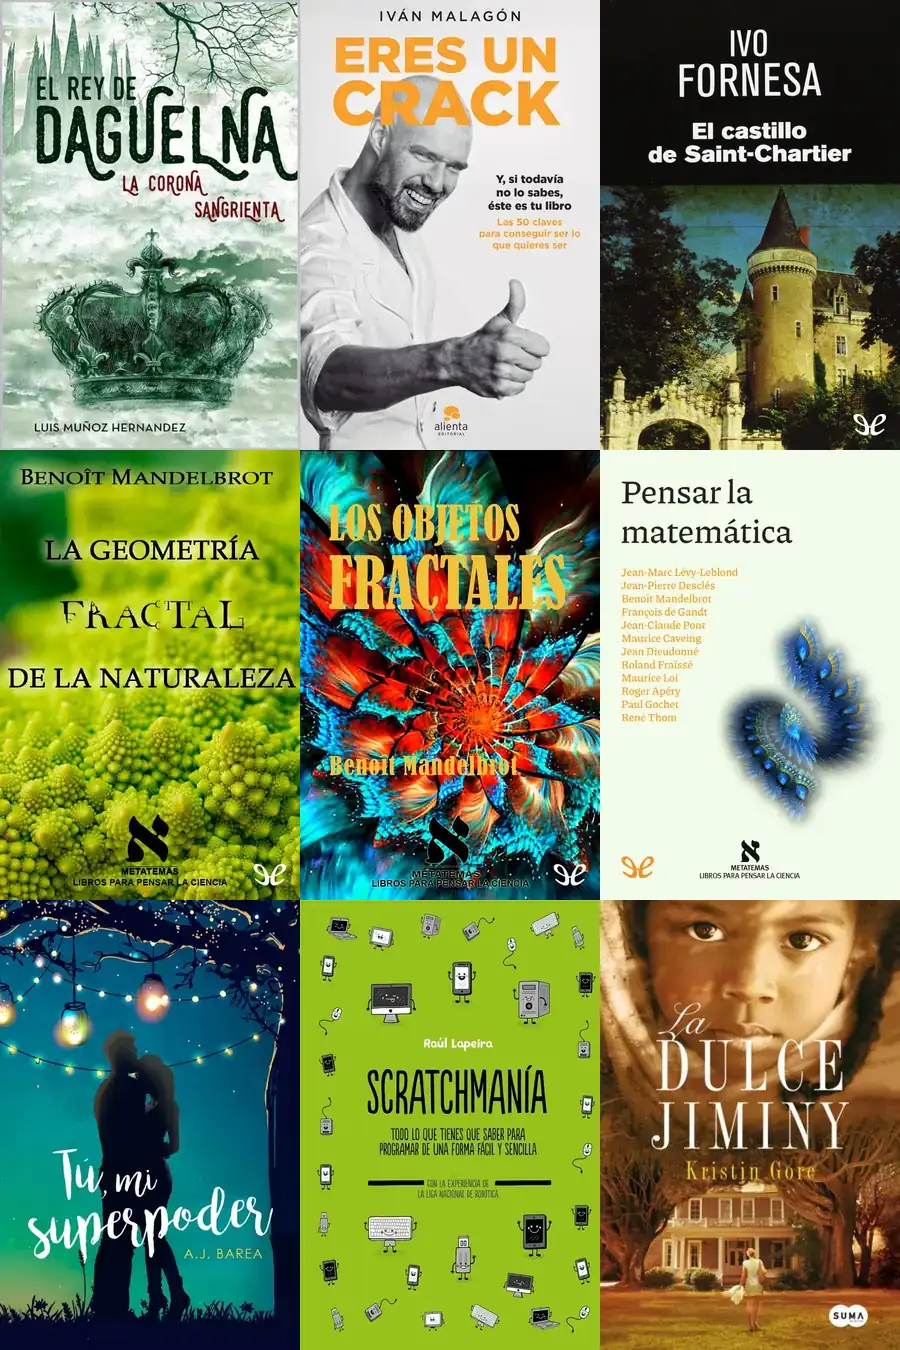 EL REY DE
DAGUELNA
LA CORONA
SANGRIENTA
LUIS MUÑOZ HERNANDEZ
IVÁN MALAGÓN
ERES UN
CRACK
Y, si todavía
no lo sabes,
éste es tu libro
Las 50 claves
para conseguir ser lo
que quieres ser
alienta
EDITORIAL
IVO
FORNESA
El castillo
de Saint-Chartier
BENOÎT MANDELBROT
LA GEOMETRÍA
FRACTAL
DE LA NATURALEZA
METATEMAS
LIBROS PARA PENSAR LA CIENCIA
LOS OBJETOS
FRACTALES
Benoît Mandelbrot
METATEMAS
LIBROS PARA PENSAR LA CIENCIA
Pensar la
matemática
Jean-Marc Lévy-Leblond
Jean-Pierre Desclés
Benoît Mandelbrot
François de Gandt
Jean-Claude Pont
Maurice Caveing
Jean Dieudonné
Roland Fraïssé
Maurice Loi
Roger Apéry
Paul Gochet
René Thom
METATEMAS
LIBROS PARA PENSAR LA CIENCIA
Tú, mi
superpoder
A.J. BAREA
Raúl Lapeira
SCRATCHMANÍA
TODO LO QUE TIENES QUE SABER PARA
PROGRAMAR DE UNA FORMA FÁCIL Y SENCILLA
CON LA EXPERIENCIA DE
LA LIGA NACIONAL DE ROBÓTICA
La
DULCE
JIMINY
Kristin Gore
SUMA